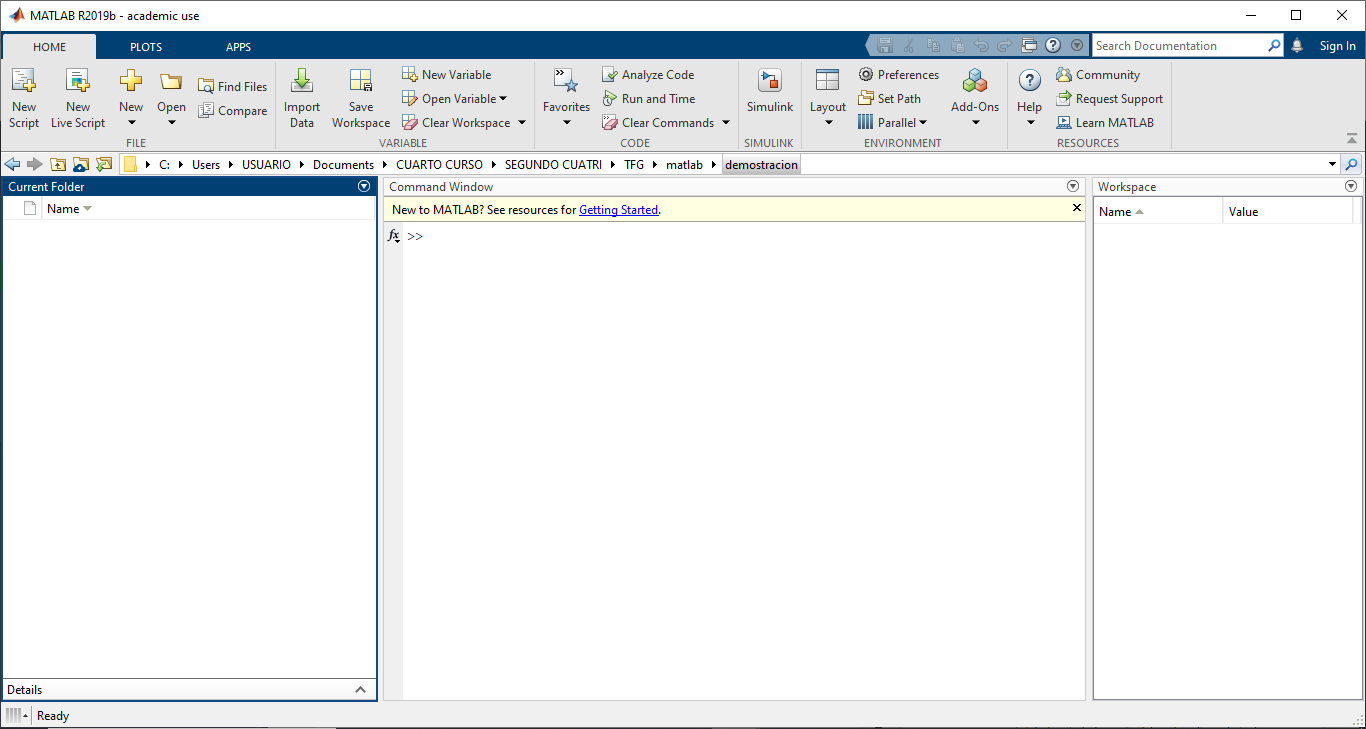 MATLAB R2019b - academic use
HOME PLOTS APPS
Search Documentation
Sign In
New Script
New Live Script
New
Open
Find Files
Compare
FILE
Import Data
Save Workspace
New Variable
Open Variable
Clear Workspace
VARIABLE
Favorites
Analyze Code
Run and Time
Clear Commands
CODE
Simulink
SIMULINK
Layout
Preferences
Set Path
Parallel
Add-Ons
ENVIRONMENT
Help
Community
Request Support
Learn MATLAB
RESOURCES
C: Users USUARIO Documents CUARTO CURSO SEGUNDO CUATRI TFG matlab demostracion
Current Folder
Name
Details
Command Window
New to MATLAB? See resources for Getting Started.
fx >>
Workspace
Name Value
Ready